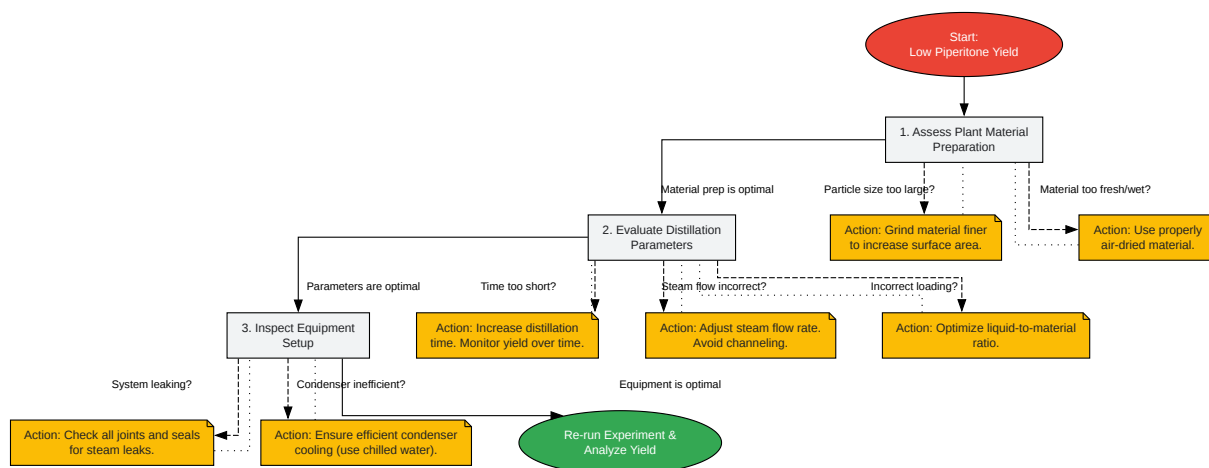 Start:
Low Piperitone Yield
1. Assess Plant Material
Preparation
Material prep is optimal
Particle size too large?
Material too fresh/wet?
2. Evaluate Distillation
Parameters
Action: Grind material finer
to increase surface area.
Action: Use properly
air-dried material.
Parameters are optimal
Time too short?
Steam flow incorrect?
Incorrect loading?
3. Inspect Equipment
Setup
Action: Increase distillation
time. Monitor yield over time.
Action: Adjust steam flow rate.
Avoid channeling.
Action: Optimize liquid-to-material
ratio.
System leaking?
Condenser inefficient?
Equipment is optimal
Action: Check all joints and seals
for steam leaks.
Action: Ensure efficient condenser
cooling (use chilled water).
Re-run Experiment &
Analyze Yield